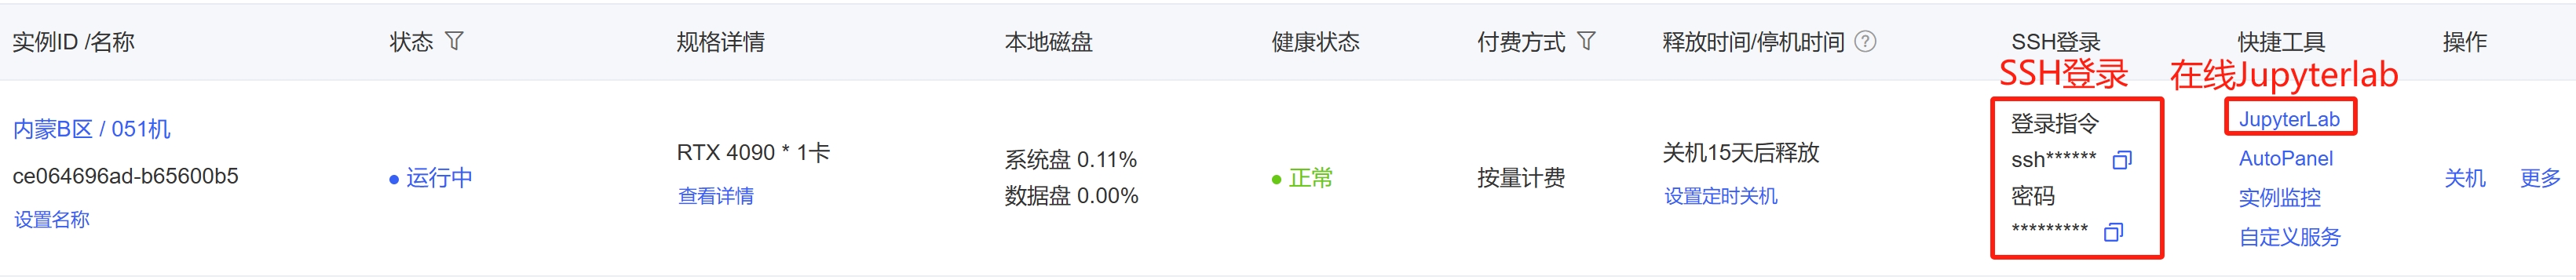 实例ID /名称
状态
规格详情
本地磁盘
健康状态
付费方式
释放时间/停机时间
SSH登录
快捷工具
操作
SSH登录
在线Jupyterlab
内蒙B区 / 051机
ce064696ad-b65600b5
设置名称
运行中
RTX 4090 * 1卡
查看详情
系统盘 0.11%
数据盘 0.00%
正常
按量计费
关机15天后释放
设置定时关机
登录指令
ssh******
密码
*********
JupyterLab
AutoPanel
实例监控
自定义服务
关机
更多